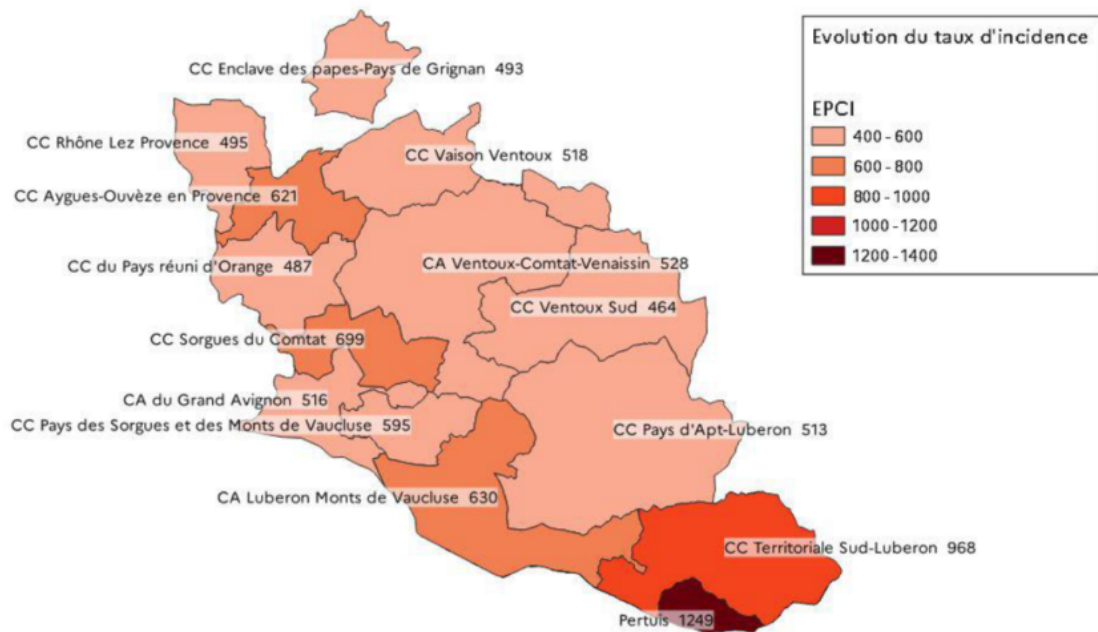 CC Enclave des papes-Pays de Grignan 493
CC Rhône Lez Provence 495
CC Vaison Ventoux 518
CC Aygues-Ouvèze en Provence 621
CC du Pays réuni d'Orange 487
CA Ventoux-Comtat-Venaissin 528
CC Ventoux Sud 464
CC Sorgues du Comtat 699
CA du Grand Avignon 516
CC Pays des Sorgues et des Monts de Vaucluse 595
CC Pays d'Apt-Luberon 513
CA Luberon Monts de Vaucluse 630
CC Territoriale Sud-Luberon 968
Pertuis 1249
Evolution du taux d'incidence
EPCI
400 - 600
600 - 800
800 - 1000
1000 - 1200
1200 - 1400